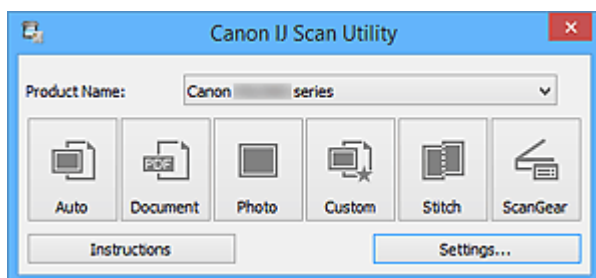 Canon IJ Scan Utility
Product Name: Canon series
PDF
Auto Document Photo Custom Stitch ScanGear
Instructions Settings...